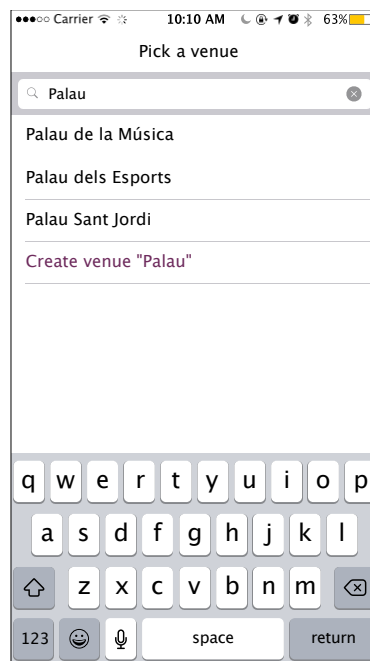 Carrier 10:10 AM 63%
Pick a venue
Palau
Palau de la Música
Palau dels Esports
Palau Sant Jordi
Create venue "Palau"
q w e r t y u i o p
a s d f g h j k l
z x c v b n m
123 space return